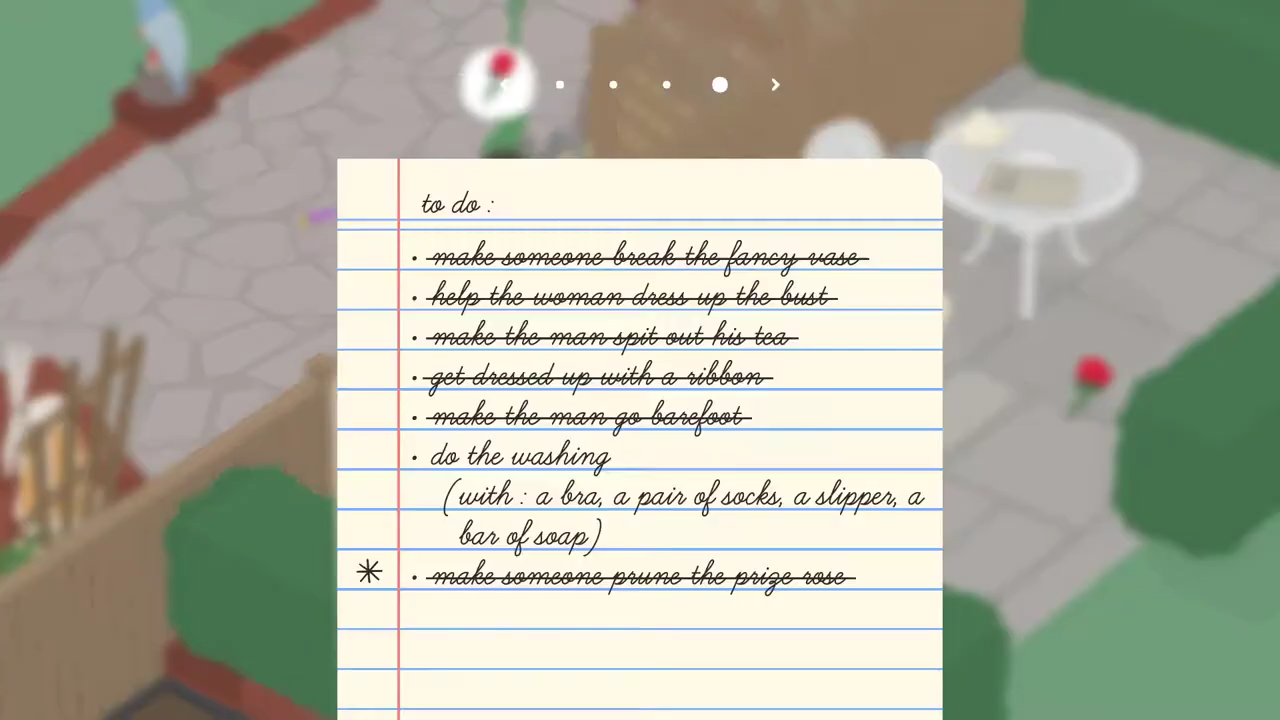 to do :
• make someone break the fancy vase
• help the woman dress up the bust
• make the man spit out his tea
• get dressed up with a ribbon
• make the man go barefoot
• do the washing
(with : a bra, a pair of socks, a slipper, a
bar of soap)
• make someone prune the prize rose